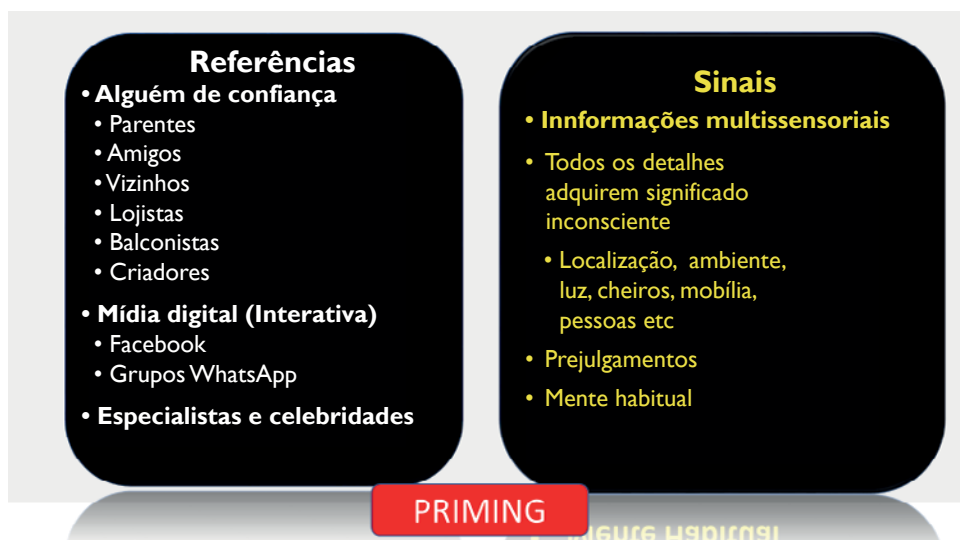 Referências
• Alguém de confiança
• Parentes
• Amigos
• Vizinhos
• Lojistas
• Balconistas
• Criadores
• Mídia digital (Interativa)
• Facebook
• Grupos WhatsApp
• Especialistas e celebridades
Sinais
• Innformações multissensoriais
• Todos os detalhes
adquirem significado
inconsciente
• Localização, ambiente,
luz, cheiros, mobília,
pessoas etc
• Prejulgamentos
• Mente habitual
PRIMING
Mente Habitual